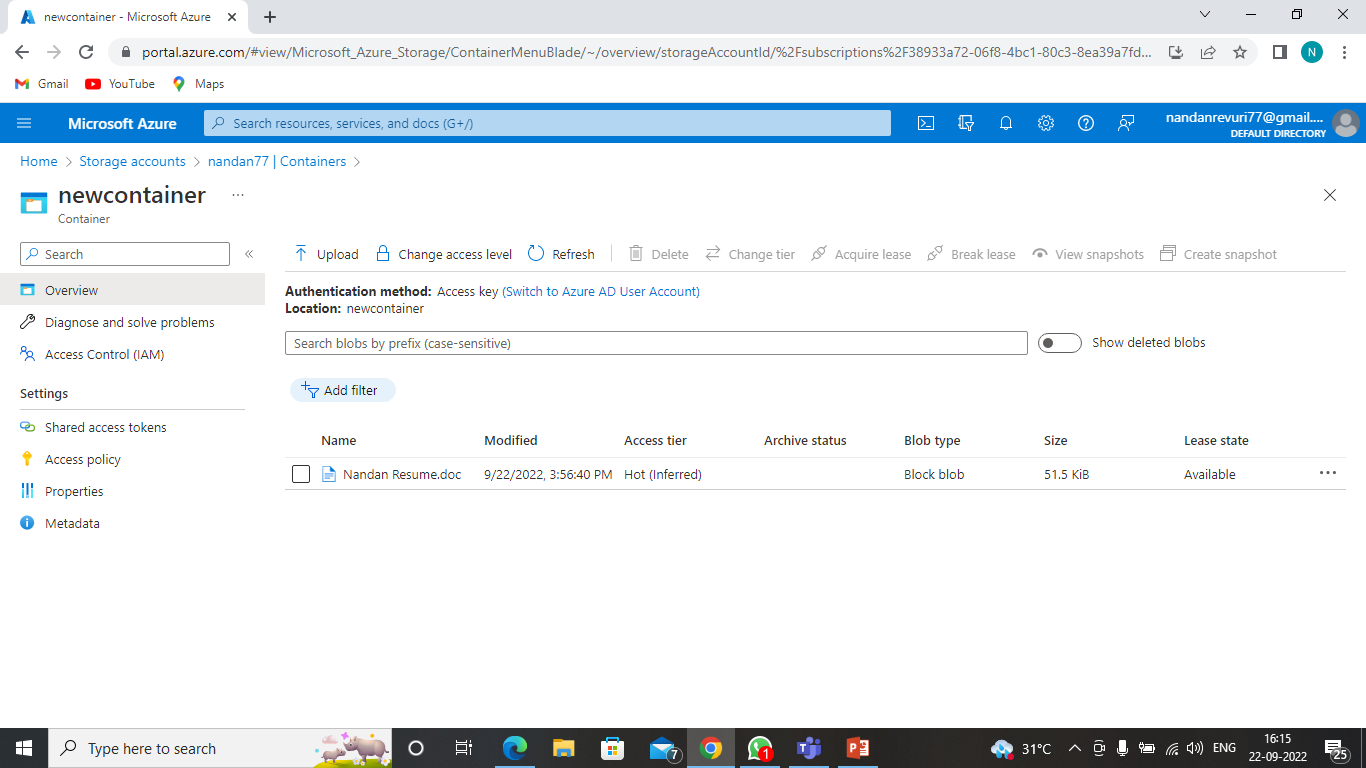 newcontainer - Microsoft Azure
portal.azure.com/#view/Microsoft_Azure_Storage/ContainerMenuBlade/~/overview/storageAccountId/%2Fsubscriptions%2F38933a72-06f8-4bc1-80c3-8ea39a7fd...
N
Gmail YouTube Maps
Microsoft Azure Search resources, services, and docs (G+/) nandanrevuri77@gmail....
DEFAULT DIRECTORY
Home > Storage accounts > nandan77 | Containers >
newcontainer ...
Container
Search «
Upload Change access level Refresh Delete Change tier Acquire lease Break lease View snapshots Create snapshot
Overview
Diagnose and solve problems
Access Control (IAM)
Settings
Shared access tokens
Access policy
Properties
Metadata
Authentication method: Access key (Switch to Azure AD User Account)
Location: newcontainer
Search blobs by prefix (case-sensitive) Show deleted blobs
Add filter
Name Modified Access tier Archive status Blob type Size Lease state
Nandan Resume.doc 9/22/2022, 3:56:40 PM Hot (Inferred) Block blob 51.5 KiB Available ...
Type here to search 7 1 31°C ENG 16:15
22-09-2022 25